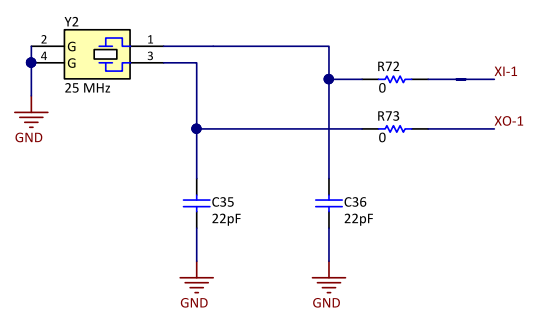 Y2
2
G
1
4
G
3
25 MHz
GND
R72
0
XI-1
R73
0
XO-1
C35
22pF
C36
22pF
GND
GND